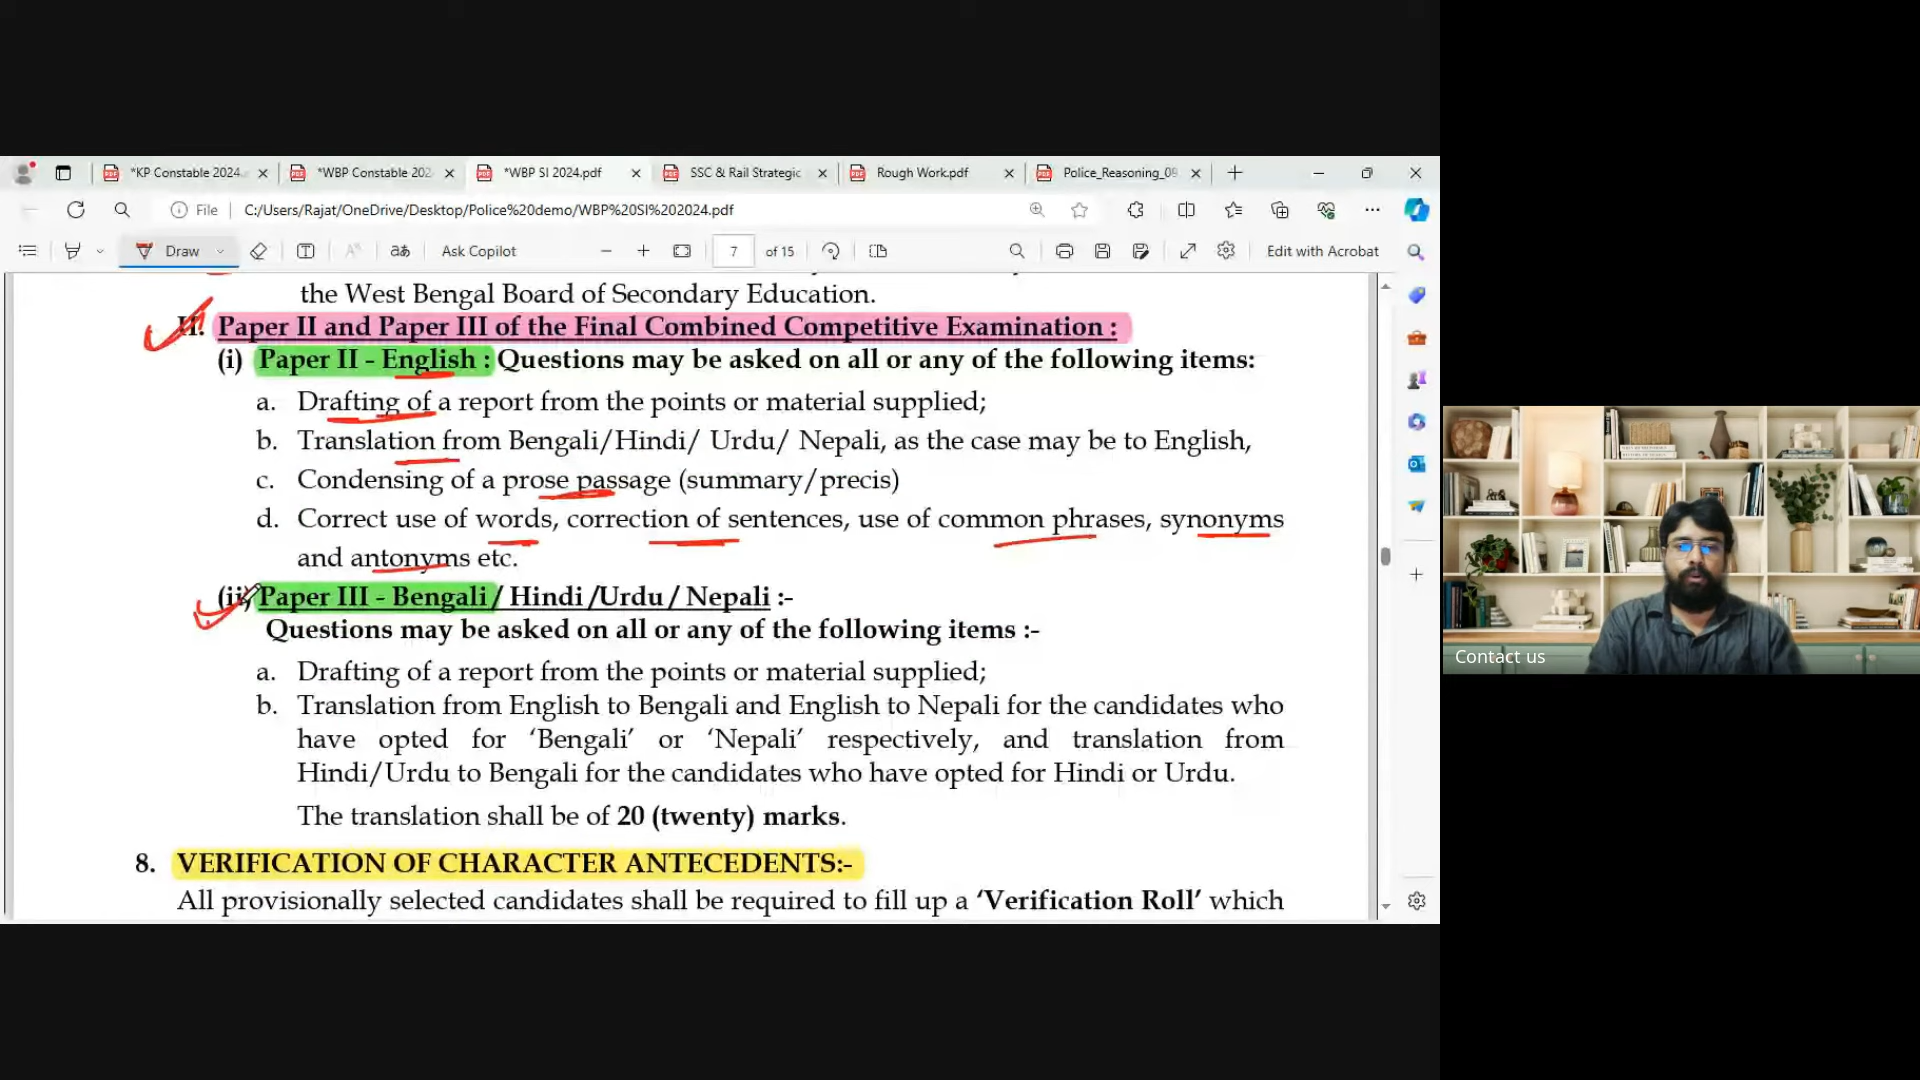 *KP Constable 2024
*WBP Constable 202
*WBP SI 2024.pdf
SSC & Rail Strategic
Rough Work.pdf
Police_Reasoning_09
File
C:/Users/Rajat/OneDrive/Desktop/Police%20demo/WBP%20SI%202024.pdf
Draw
aあ
Ask Copilot
7
of 15
Edit with Acrobat
the West Bengal Board of Secondary Education.
II. Paper II and Paper III of the Final Combined Competitive Examination :
(i) Paper II - English : Questions may be asked on all or any of the following items:
a. Drafting of a report from the points or material supplied;
b. Translation from Bengali/Hindi/ Urdu/ Nepali, as the case may be to English,
c. Condensing of a prose passage (summary/precis)
d. Correct use of words, correction of sentences, use of common phrases, synonyms
and antonyms etc.
(ii) Paper III - Bengali / Hindi /Urdu / Nepali :-
Questions may be asked on all or any of the following items :-
a. Drafting of a report from the points or material supplied;
b. Translation from English to Bengali and English to Nepali for the candidates who
have opted for ‘Bengali’ or ‘Nepali’ respectively, and translation from
Hindi/Urdu to Bengali for the candidates who have opted for Hindi or Urdu.
The translation shall be of 20 (twenty) marks.
8. VERIFICATION OF CHARACTER ANTECEDENTS:-
All provisionally selected candidates shall be required to fill up a ‘Verification Roll’ which
Contact us